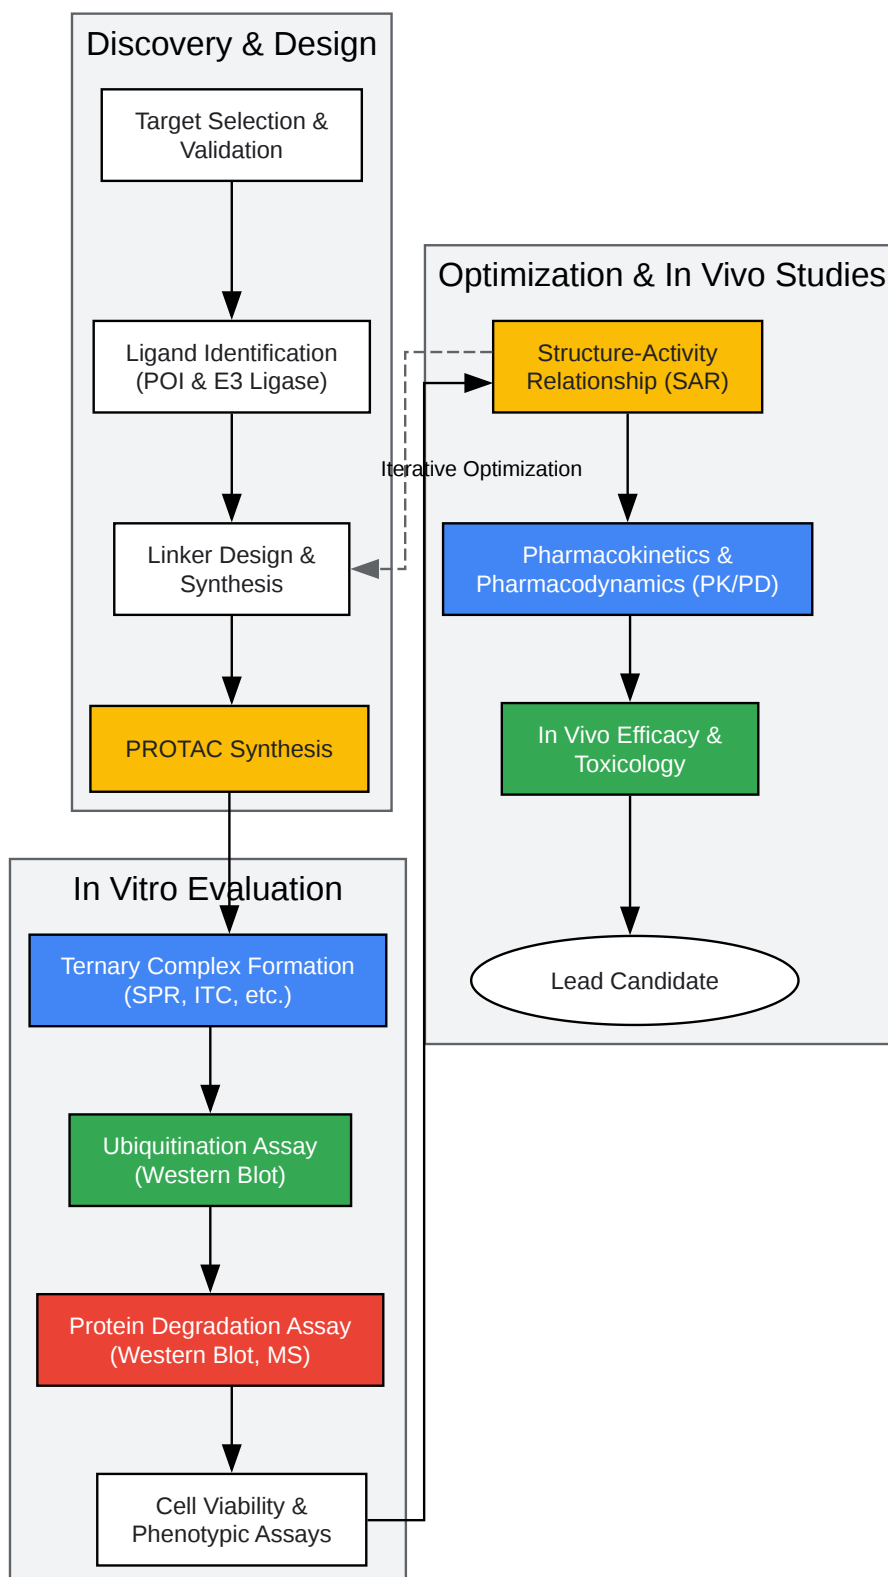 Discovery & Design
Target Selection &
Validation
Ligand Identification
(POI & E3 Ligase)
Linker Design &
Synthesis
PROTAC Synthesis
In Vitro Evaluation
Ternary Complex Formation
(SPR, ITC, etc.)
Ubiquitination Assay
(Western Blot)
Protein Degradation Assay
(Western Blot, MS)
Cell Viability &
Phenotypic Assays
Optimization & In Vivo Studies
Structure-Activity
Relationship (SAR)
Iterative Optimization
Pharmacokinetics &
Pharmacodynamics (PK/PD)
In Vivo Efficacy &
Toxicology
Lead Candidate